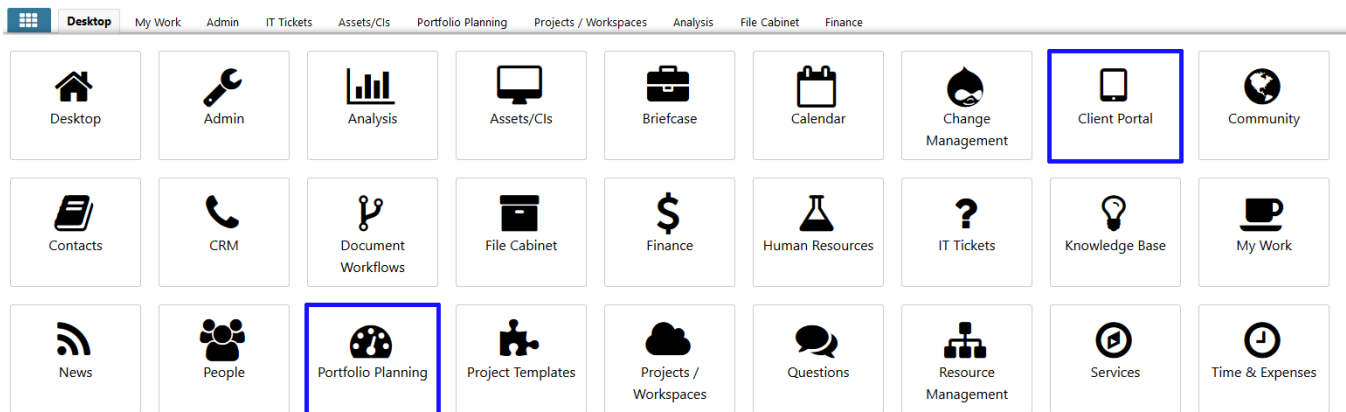 Desktop My Work Admin IT Tickets Assets/CIs Portfolio Planning Projects / Workspaces Analysis File Cabinet Finance
Desktop Admin Analysis Assets/CIs Briefcase Calendar Change Client Portal Community
Management
Contacts CRM Document File Cabinet Finance Human Resources IT Tickets Knowledge Base My Work
Workflows
News People Portfolio Planning Project Templates Projects / Questions Resource Services Time & Expenses
Workspaces Management